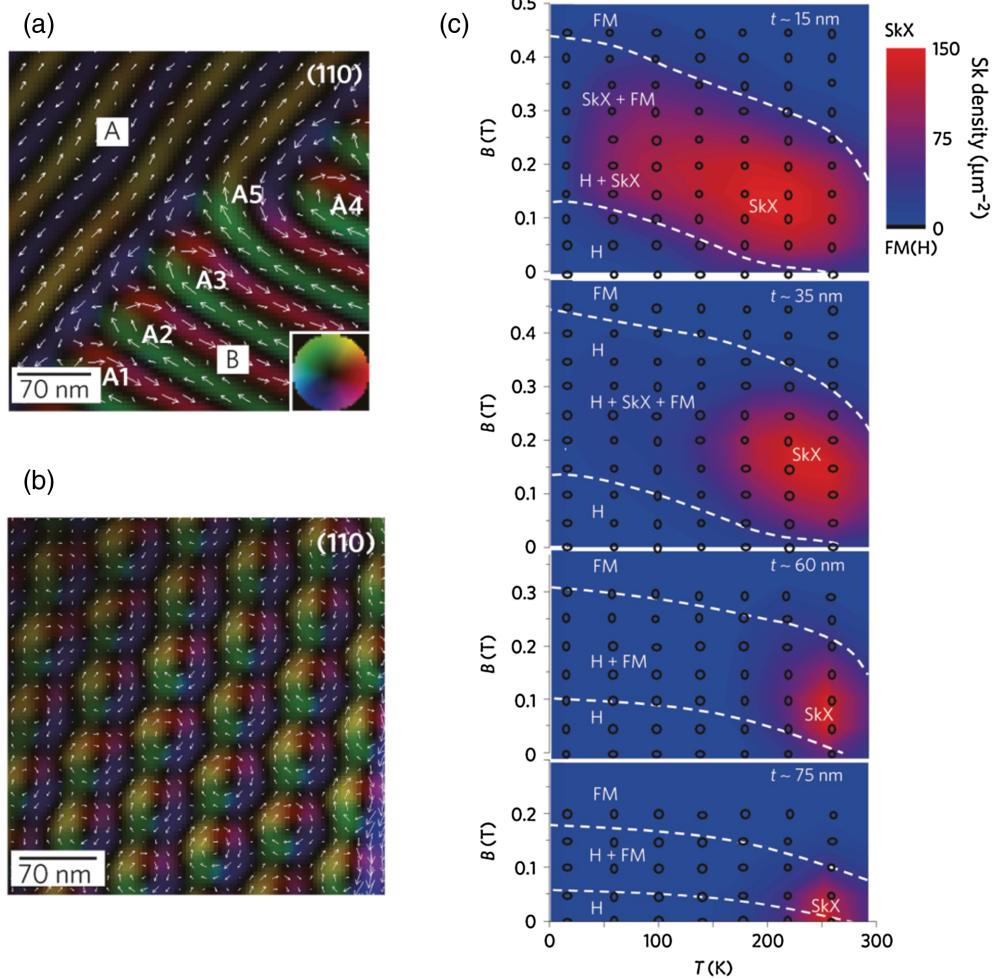 (a)
(110)
A
A5
A4
A3
A2
B
A1
70 nm
(b)
(110)
70 nm
(c)
0.5
0.4
0.3
0.2
0.1
0
B (T)
FM
t ~ 15 nm
SkX + FM
H + SkX
SkX
H
SkX
150
75
0
FM(H)
Sk density (μm⁻²)
0.4
0.3
0.2
0.1
0
B (T)
FM
t ~ 35 nm
H
H + SkX + FM
SkX
H
0.3
0.2
0.1
0
B (T)
FM
t ~ 60 nm
H + FM
SkX
H
0.2
0.1
0
B (T)
t ~ 75 nm
FM
H + FM
SkX
H
0
100
200
300
T (K)